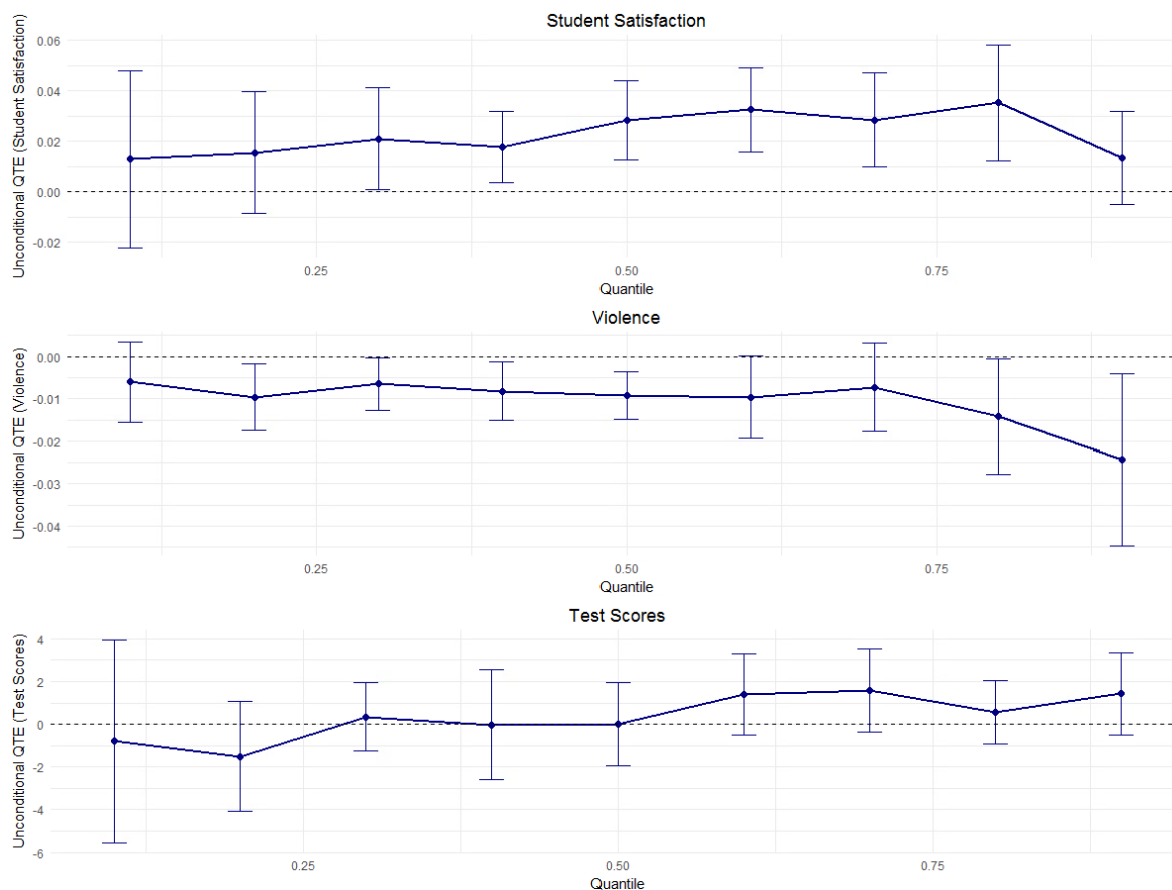 Student Satisfaction
Unconditional QTE (Student Satisfaction)
0.06
0.04
0.02
0.00
-0.02
0.25
0.50
0.75
Quantile
Violence
Unconditional QTE (Violence)
0.00
-0.01
-0.02
-0.03
-0.04
0.25
0.50
0.75
Quantile
Test Scores
Unconditional QTE (Test Scores)
4
2
0
-2
-4
-6
0.25
0.50
0.75
Quantile